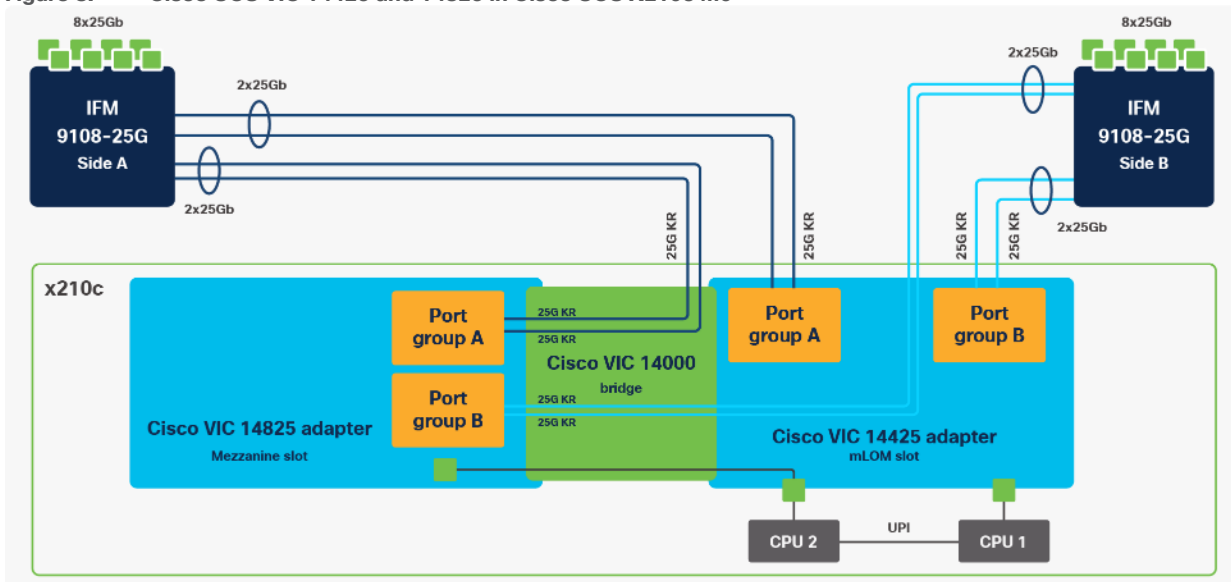 8x25Gb
8x25Gb
2x25Gb
2x25Gb
IFM
9108-25G
Side A
IFM
9108-25G
Side B
2x25Gb
2x25Gb
25G KR
25G KR
25G KR
25G KR
x210c
Port
group A
25G KR
25G KR
Cisco VIC 14000
bridge
Port
group A
Port
group B
Port
group B
25G KR
25G KR
Cisco VIC 14825 adapter
Mezzanine slot
Cisco VIC 14425 adapter
mLOM slot
CPU 2
UPI
CPU 1